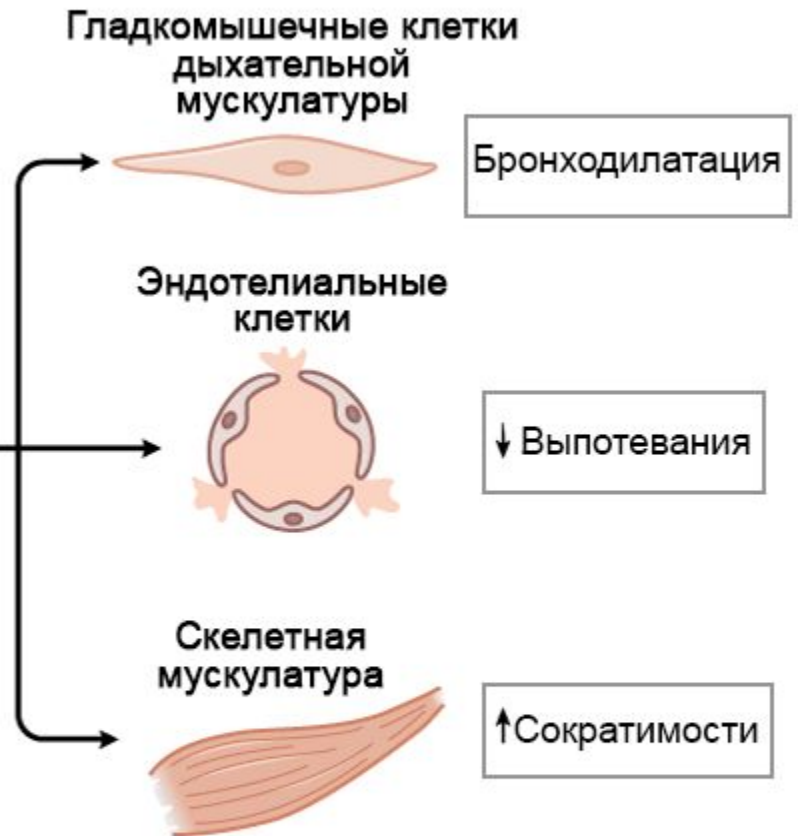 Гладкомышечные клетки
дыхательной
мускулатуры
Бронходилатация
Эндотелиальные
клетки
↓ Выпотевания
Скелетная
мускулатура
↑Сократимости